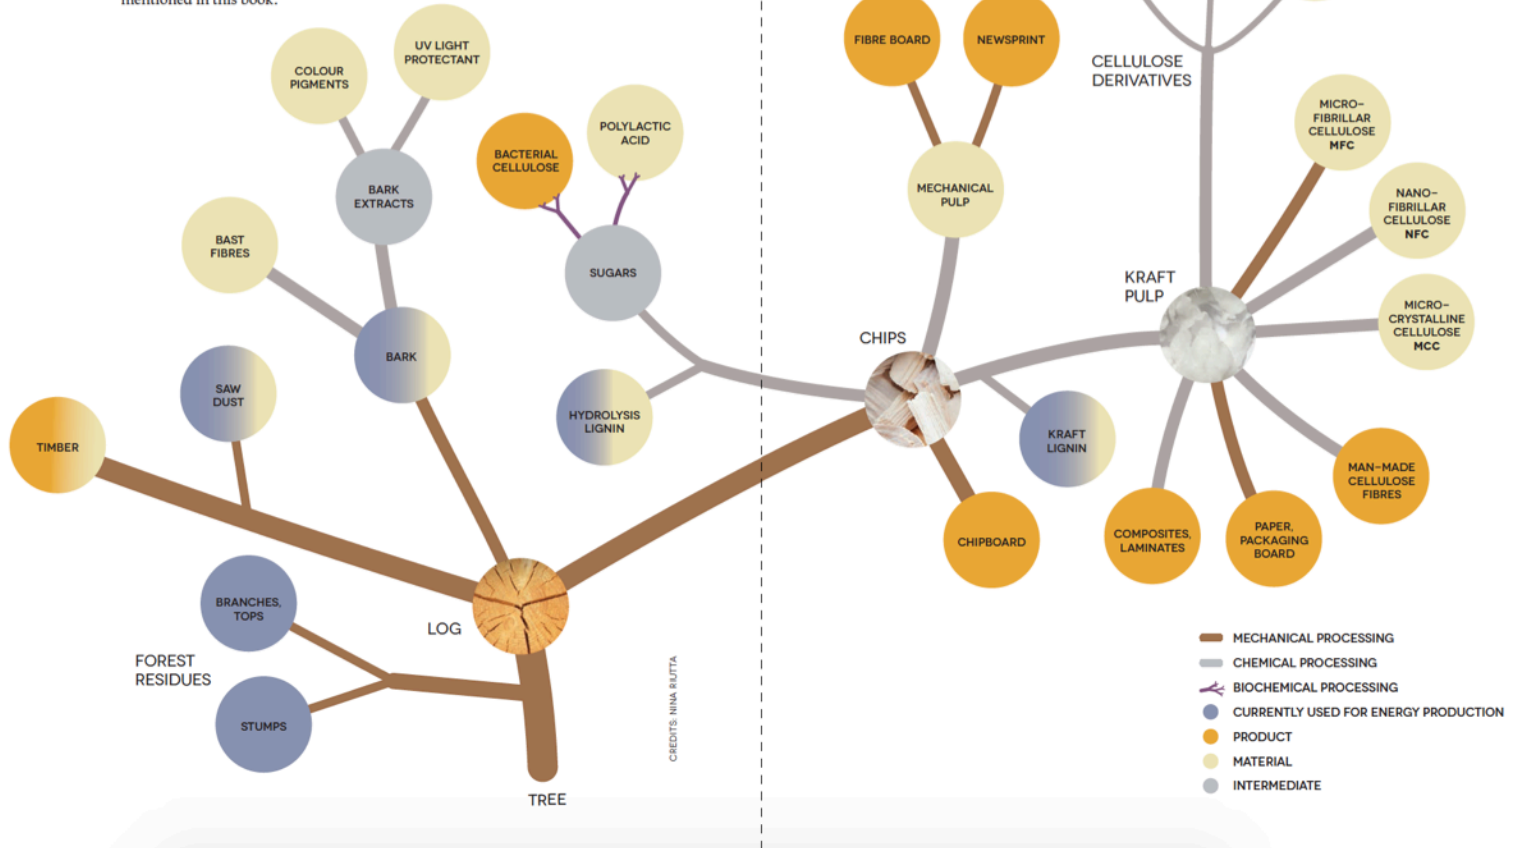 mentioned in this book.
UV LIGHT
PROTECTANT
COLOUR
PIGMENTS
BACTERIAL
CELLULOSE
POLYLACTIC
ACID
BARK
EXTRACTS
BAST
FIBRES
SUGARS
BARK
SAW
DUST
HYDROLYSIS
LIGNIN
TIMBER
BRANCHES,
TOPS
LOG
FOREST
RESIDUES
STUMPS
TREE
CREDITS: NINA RIUTTA
FIBRE BOARD
NEWSPRINT
CELLULOSE
DERIVATIVES
MICRO-
FIBRILLAR
CELLULOSE
MFC
MECHANICAL
PULP
NANO-
FIBRILLAR
CELLULOSE
NFC
KRAFT
PULP
MICRO-
CRYSTALLINE
CELLULOSE
MCC
CHIPS
KRAFT
LIGNIN
MAN-MADE
CELLULOSE
FIBRES
CHIPBOARD
COMPOSITES,
LAMINATES
PAPER,
PACKAGING
BOARD
MECHANICAL PROCESSING
CHEMICAL PROCESSING
BIOCHEMICAL PROCESSING
CURRENTLY USED FOR ENERGY PRODUCTION
PRODUCT
MATERIAL
INTERMEDIATE